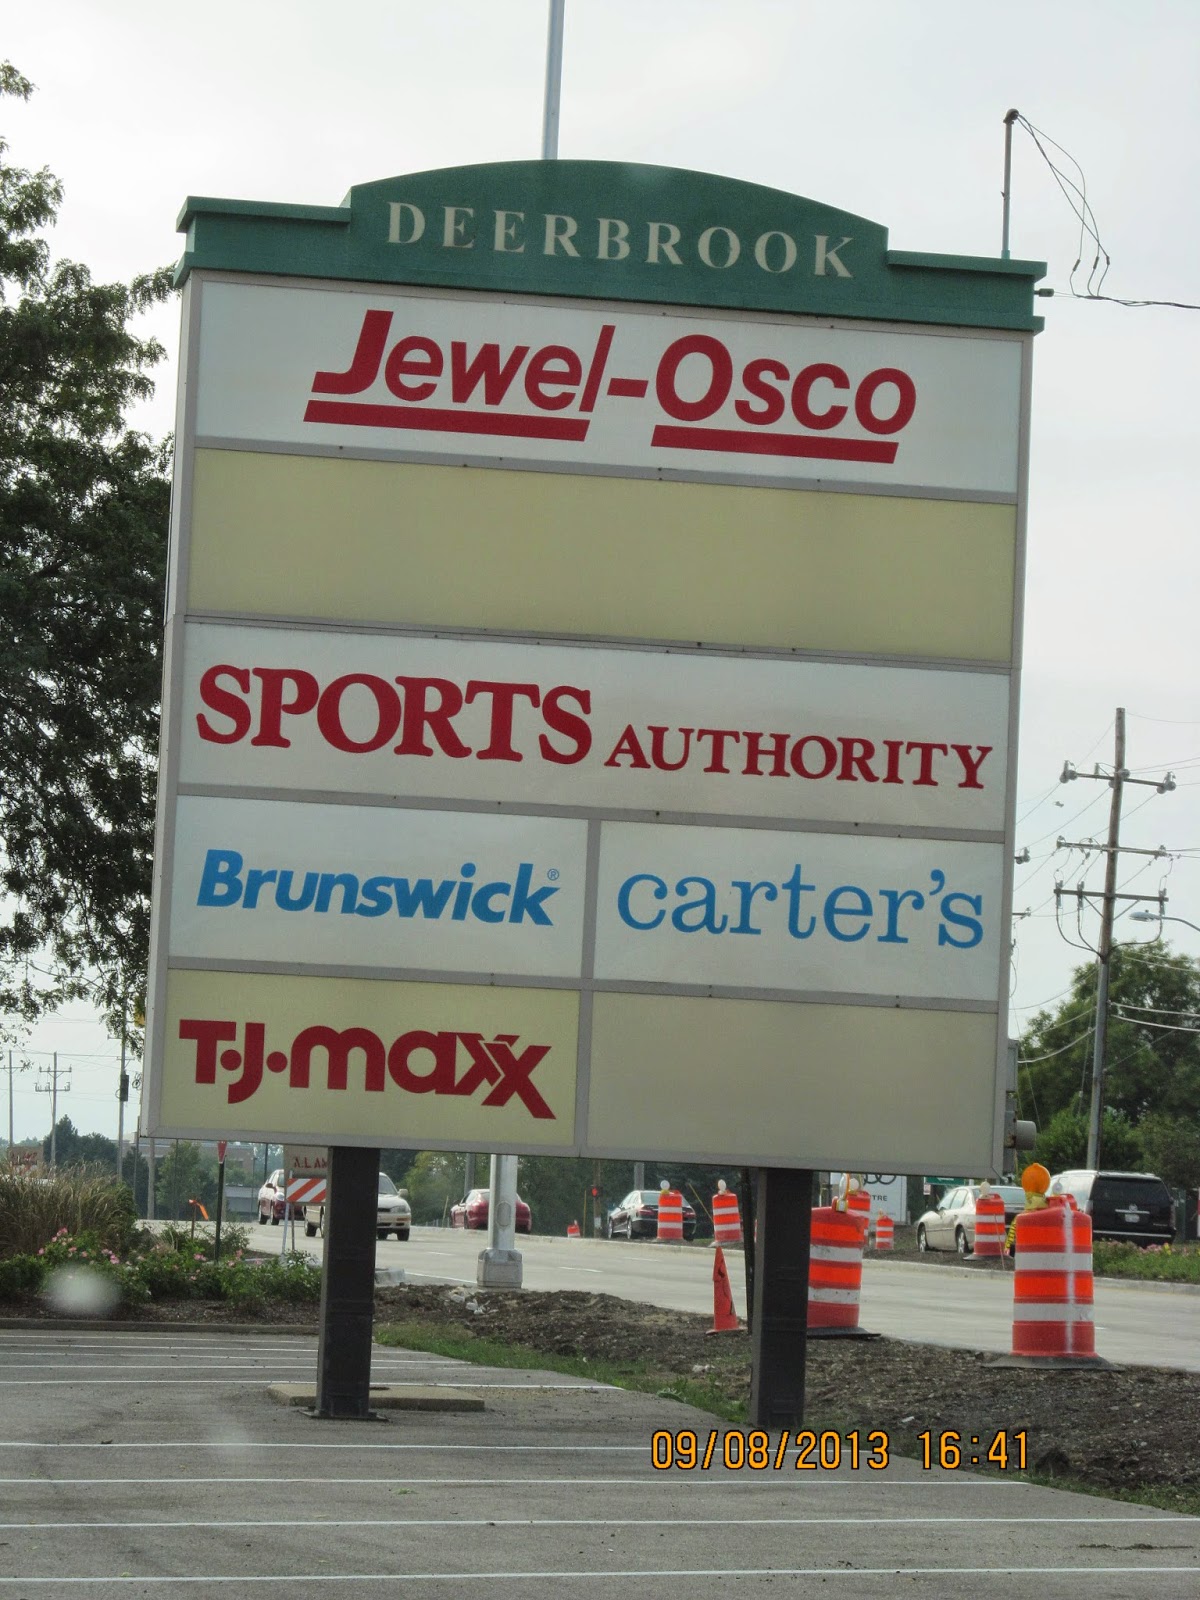 DEERBROOK
Jewel-Osco
SPORTS AUTHORITY
Brunswick® carter's
T·J·maxx
09/08/2013 16:41